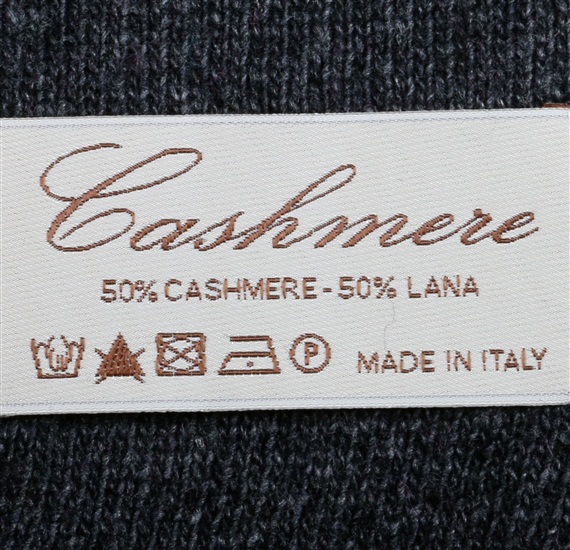 Cashmere
50% CASHMERE - 50% LANA
P MADE IN ITALY